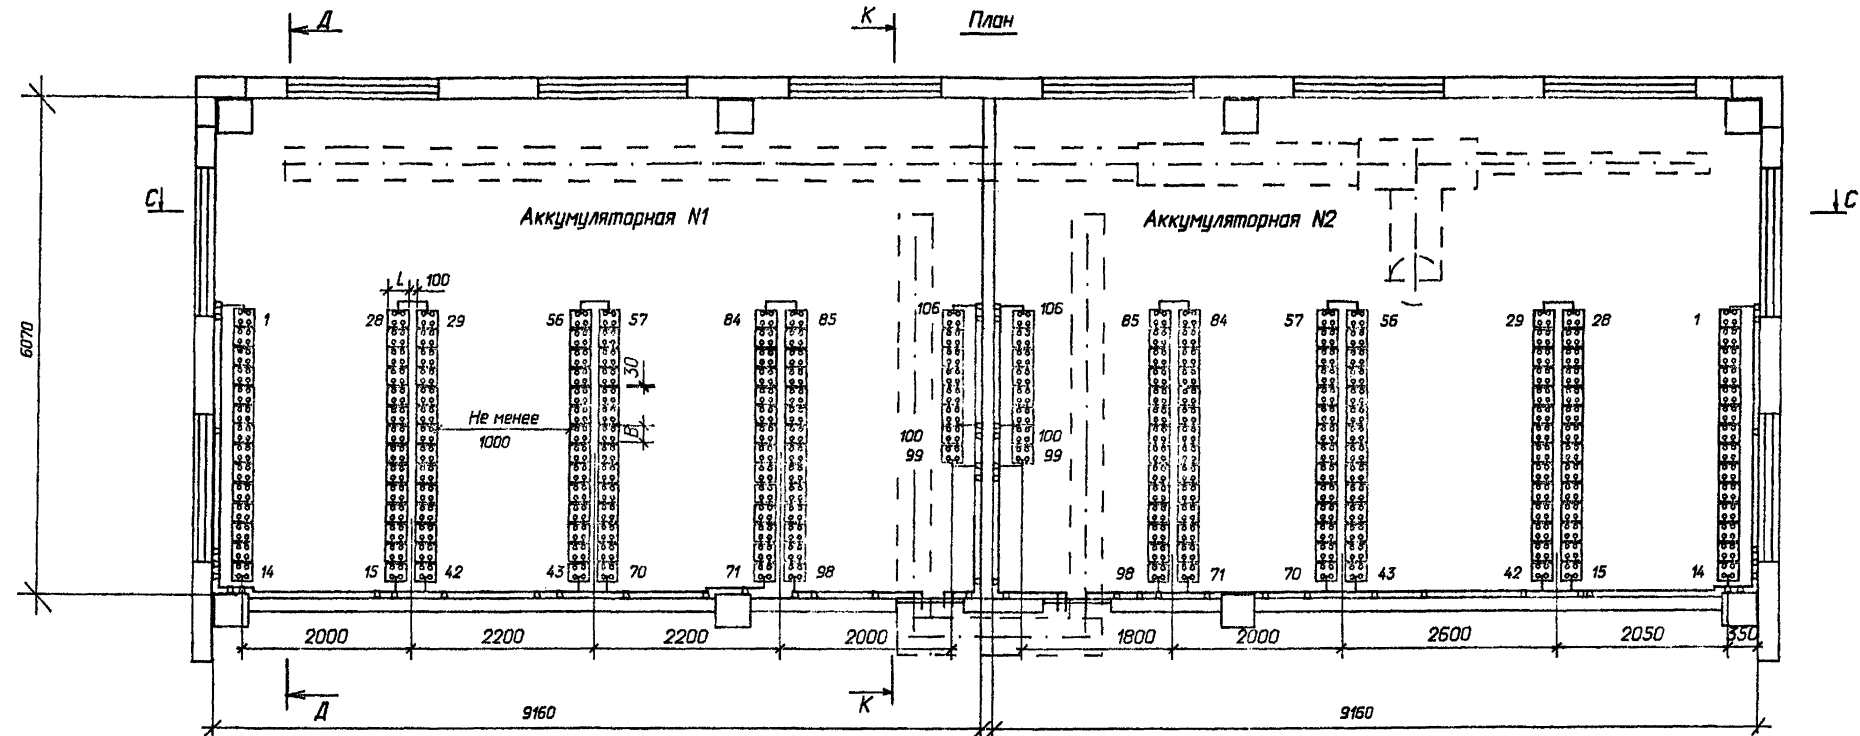 Д
К
План
С
С
Аккумуляторная N1
Аккумуляторная N2
6070
L 100
1 28 29 56 57 84 85 106 106 85 84 57 56 29 28 1
30
Не менее
1000
В
100 100
99 99
14 15 42 43 70 71 98 98 71 70 43 42 15 14
2000 2200 2200 2000 1800 2000 2600 2050 350
Д
К
9160 9160